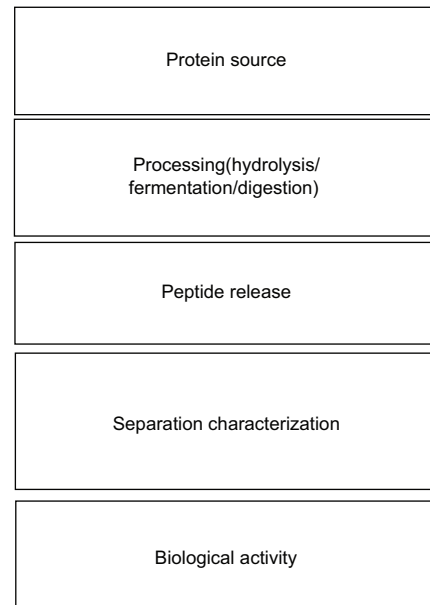 Protein source
Processing(hydrolysis/
fermentation/digestion)
Peptide release
Separation characterization
Biological activity